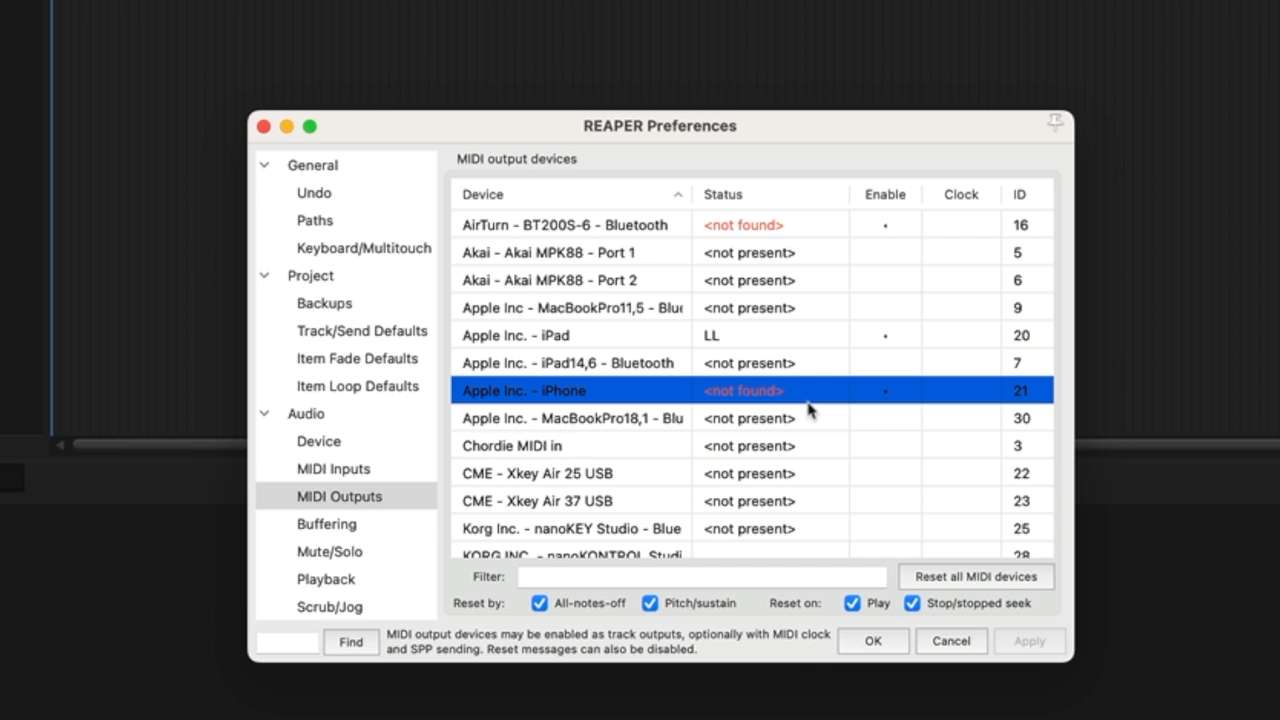 REAPER Preferences
General
Undo
Paths
Keyboard/Multitouch
Project
Backups
Track/Send Defaults
Item Fade Defaults
Item Loop Defaults
Audio
Device
MIDI Inputs
MIDI Outputs
Buffering
Mute/Solo
Playback
Scrub/Jog
MIDI output devices
Device Status Enable Clock ID
AirTurn - BT200S-6 - Bluetooth <not found> • 16
Akai - Akai MPK88 - Port 1 <not present> 5
Akai - Akai MPK88 - Port 2 <not present> 6
Apple Inc - MacBookPro11,5 - Blu <not present> 9
Apple Inc. - iPad LL • 20
Apple Inc. - iPad14,6 - Bluetooth <not present> 7
Apple Inc. - iPhone <not found> • 21
Apple Inc. - MacBookPro18,1 - Blu <not present> 30
Chordie MIDI in <not present> 3
CME - Xkey Air 25 USB <not present> 22
CME - Xkey Air 37 USB <not present> 23
Korg Inc. - nanoKEY Studio - Blue <not present> 25
KORG INC. - nanoKONTROL Studi 28
Filter: Reset all MIDI devices
Reset by: All-notes-off Pitch/sustain Reset on: Play Stop/stopped seek
Find
MIDI output devices may be enabled as track outputs, optionally with MIDI clock
and SPP sending. Reset messages can also be disabled.
OK Cancel Apply